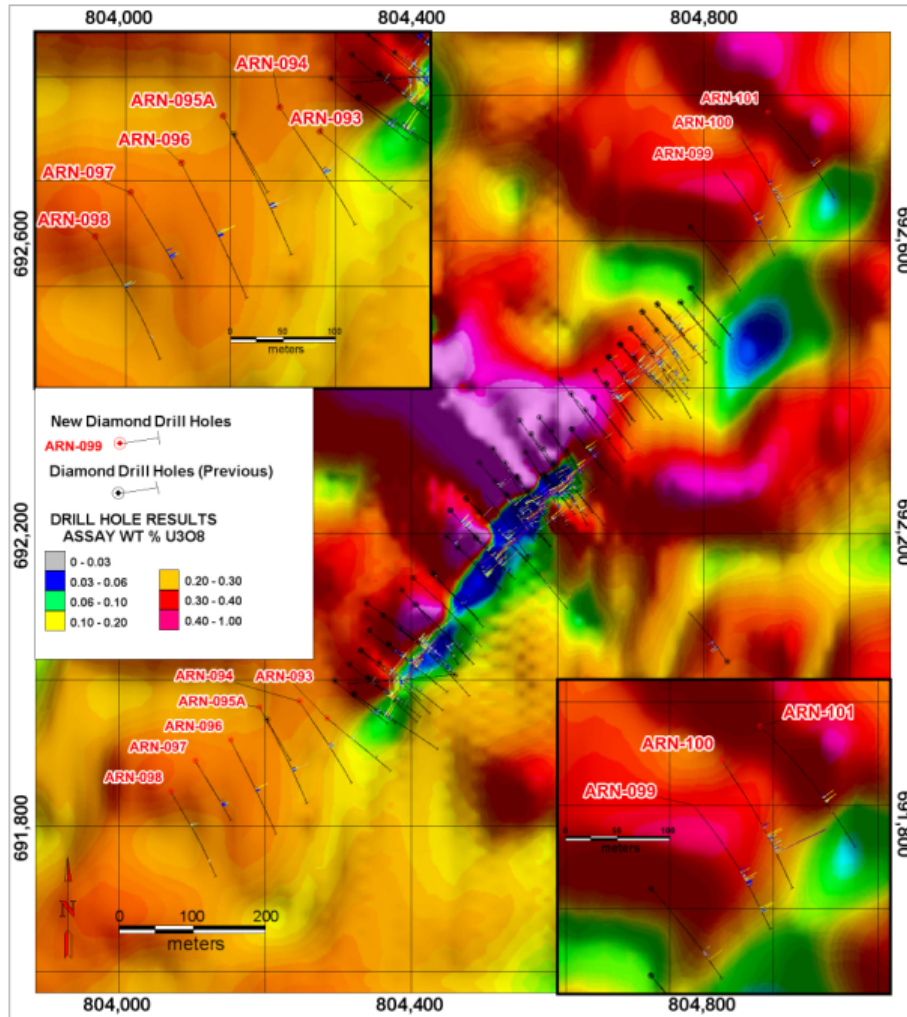 804,000 804,400 804,800
ARN-094
ARN-095A
ARN-093
ARN-096
ARN-097
ARN-098
0 50 100
meters
ARN-101
ARN-100
ARN-099
692,600
692,600
New Diamond Drill Holes
ARN-099
Diamond Drill Holes (Previous)
DRILL HOLE RESULTS
ASSAY WT % U3O8
0 - 0.03
0.03 - 0.06 0.20 - 0.30
0.06 - 0.10 0.30 - 0.40
0.10 - 0.20 0.40 - 1.00
692,200
692,200
ARN-094 ARN-093
ARN-095A
ARN-096
ARN-097
ARN-098
691,800
691,800
N
0 100 200
meters
ARN-101
ARN-100
ARN-099
0 50 100
meters
804,000 804,400 804,800